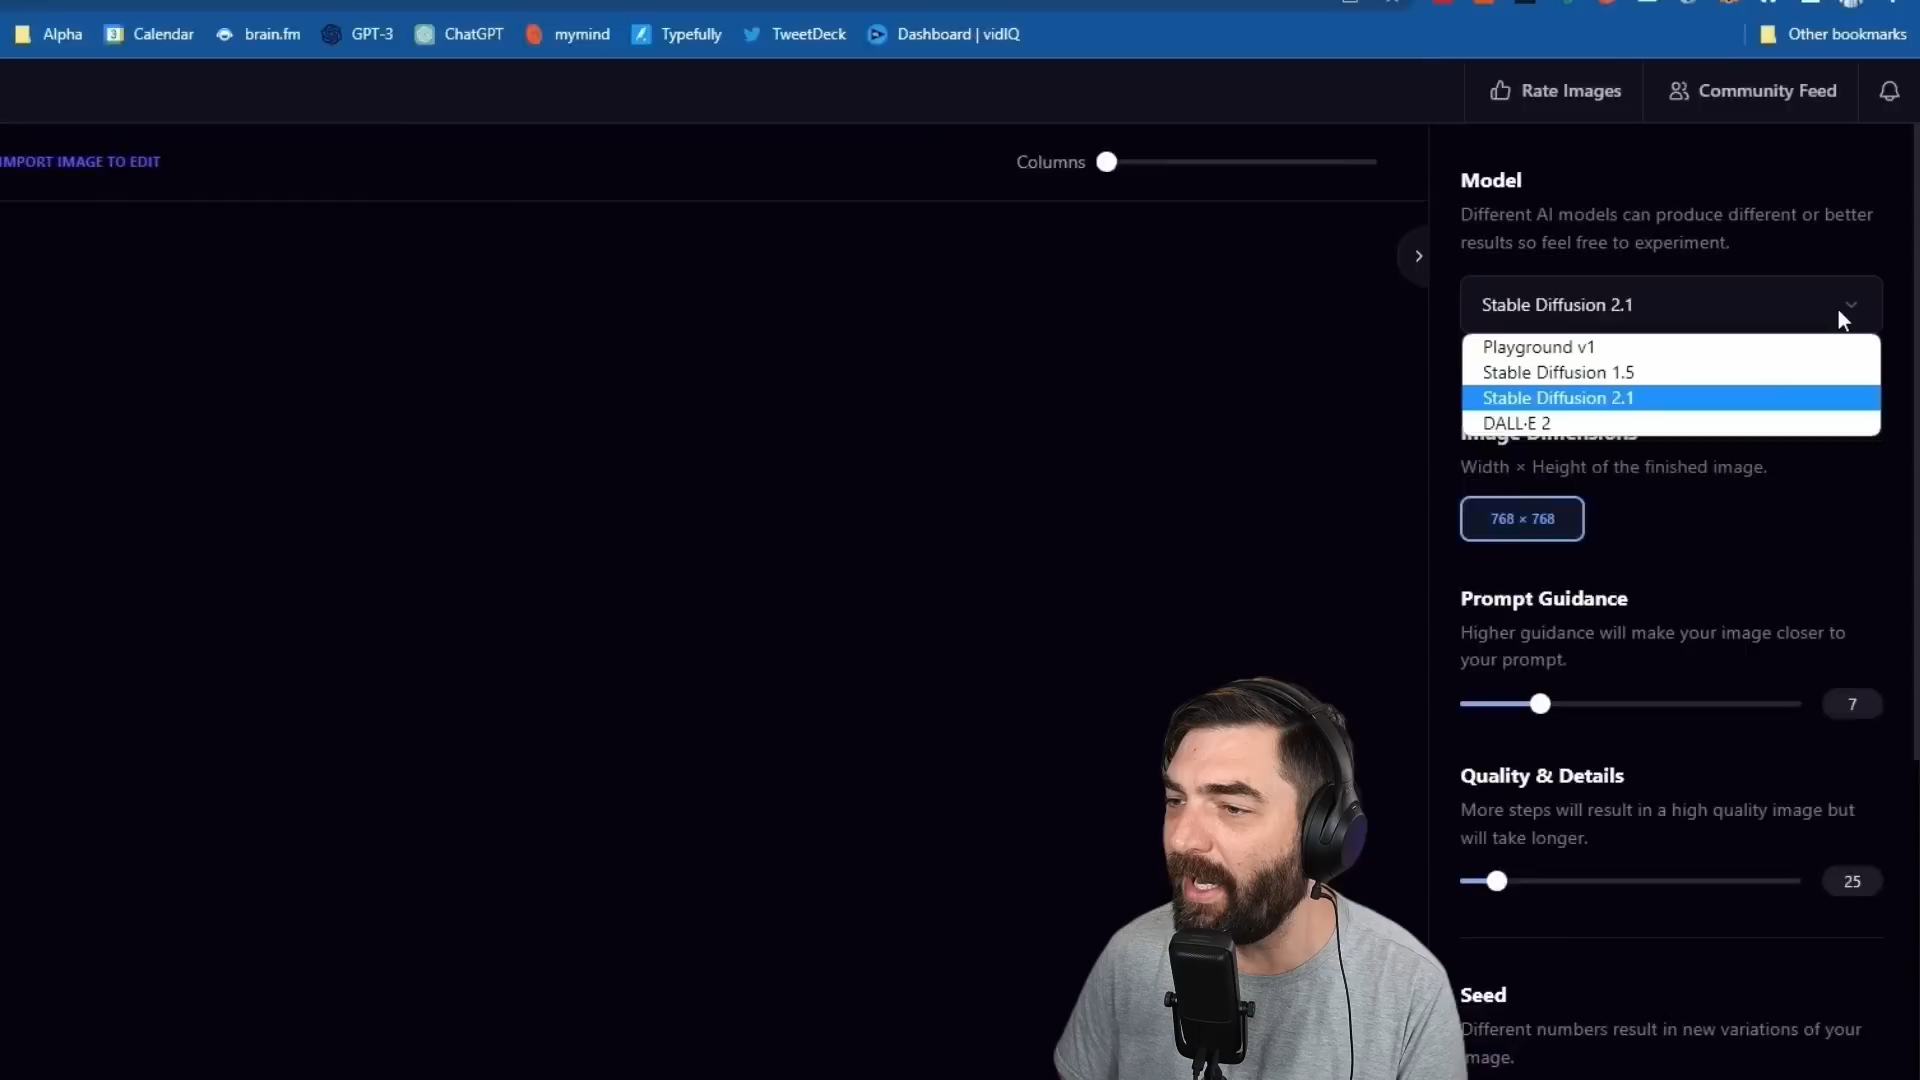 Alpha
Calendar
brain.fm
GPT-3
ChatGPT
mymind
Typefully
TweetDeck
Dashboard | vidIQ
Other bookmarks
Rate Images
Community Feed
IMPORT IMAGE TO EDIT
Columns
Model
Different AI models can produce different or better
results so feel free to experiment.
Stable Diffusion 2.1
Playground v1
Stable Diffusion 1.5
Stable Diffusion 2.1
DALL·E 2
Image Dimensions
Width × Height of the finished image.
768 × 768
Prompt Guidance
Higher guidance will make your image closer to
your prompt.
7
Quality & Details
More steps will result in a high quality image but
will take longer.
25
Seed
Different numbers result in new variations of your
image.